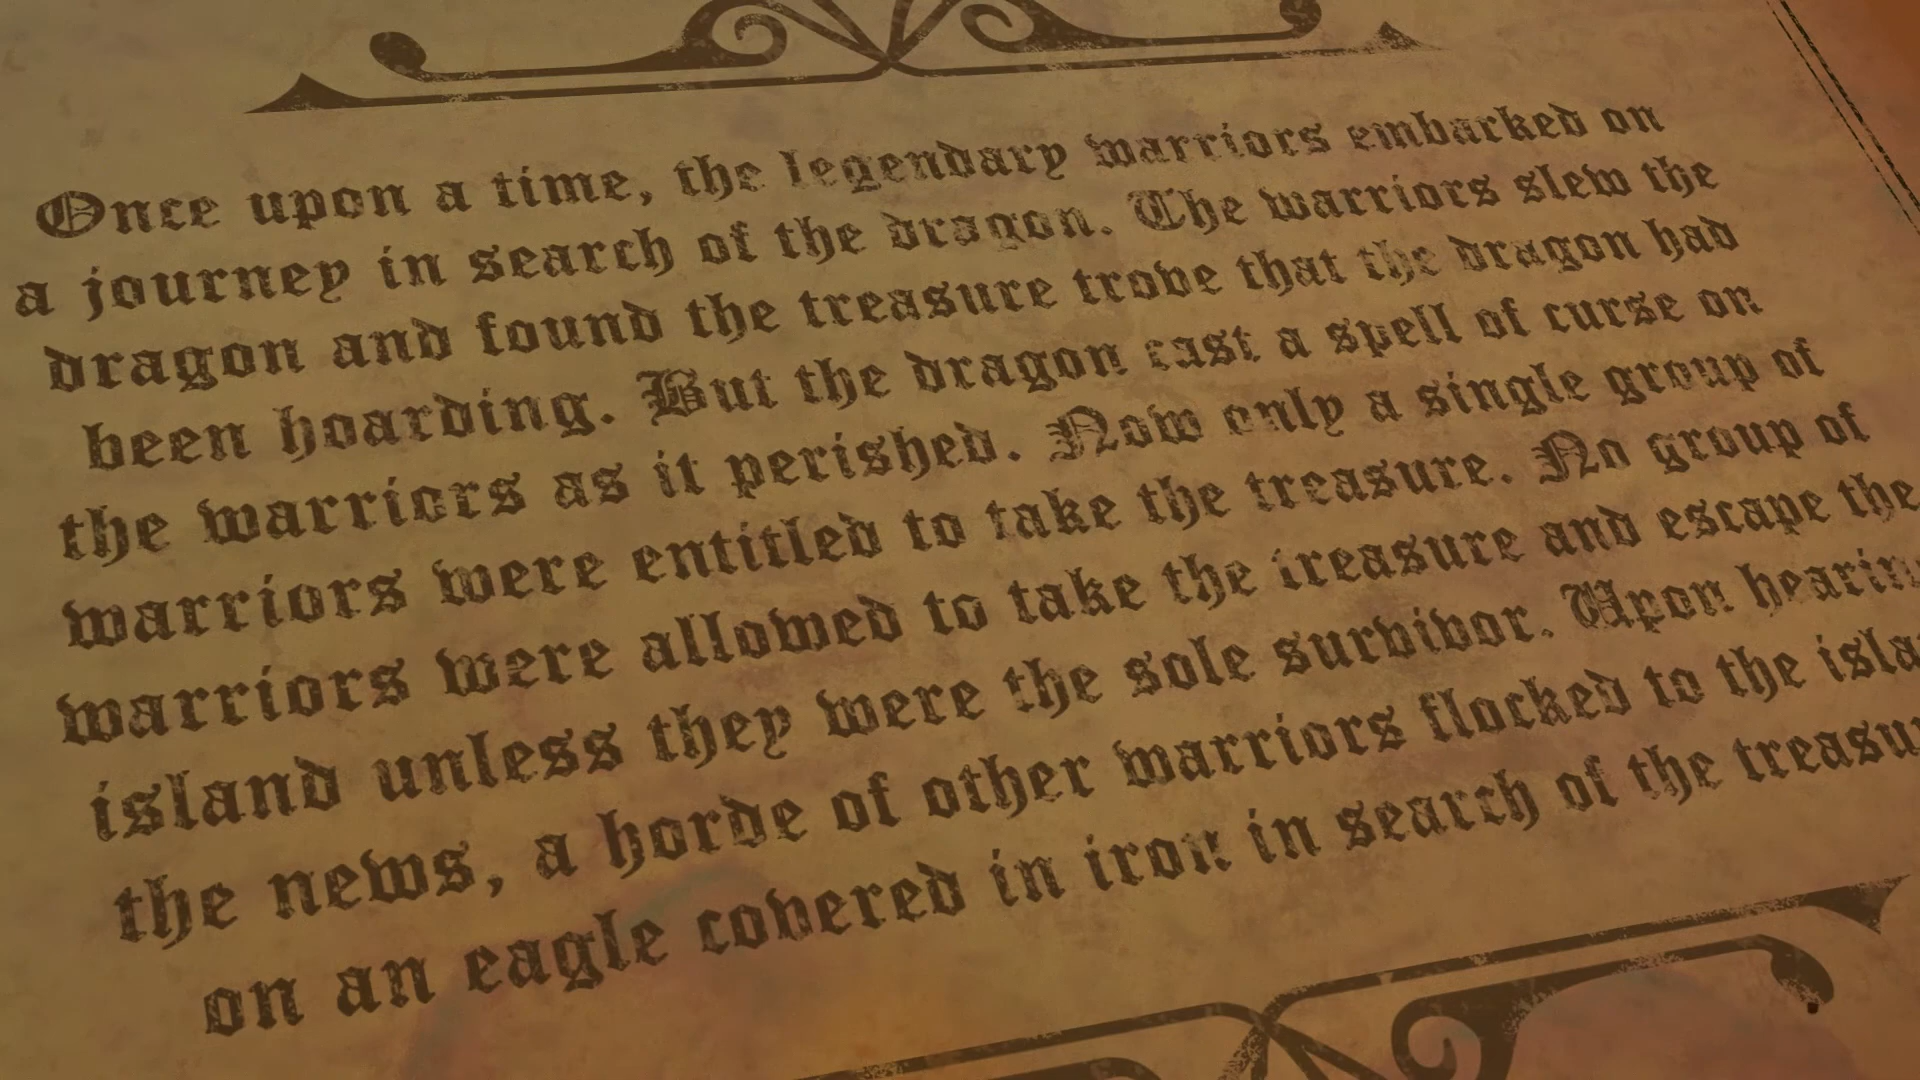 Once upon a time, the legendary warriors embarked on
a journey in search of the dragon. The warriors slew the
dragon and found the treasure trove that the dragon had
been hoarding. But the dragon cast a spell of curse on
the warriors as it perished. Now only a single group of
warriors were entitled to take the treasure. No group of
warriors were allowed to take the treasure and escape the
island unless they were the sole survivor. Upon hearin
the news, a horde of other warriors flocked to the isla
on an eagle covered in iron in search of the treasu